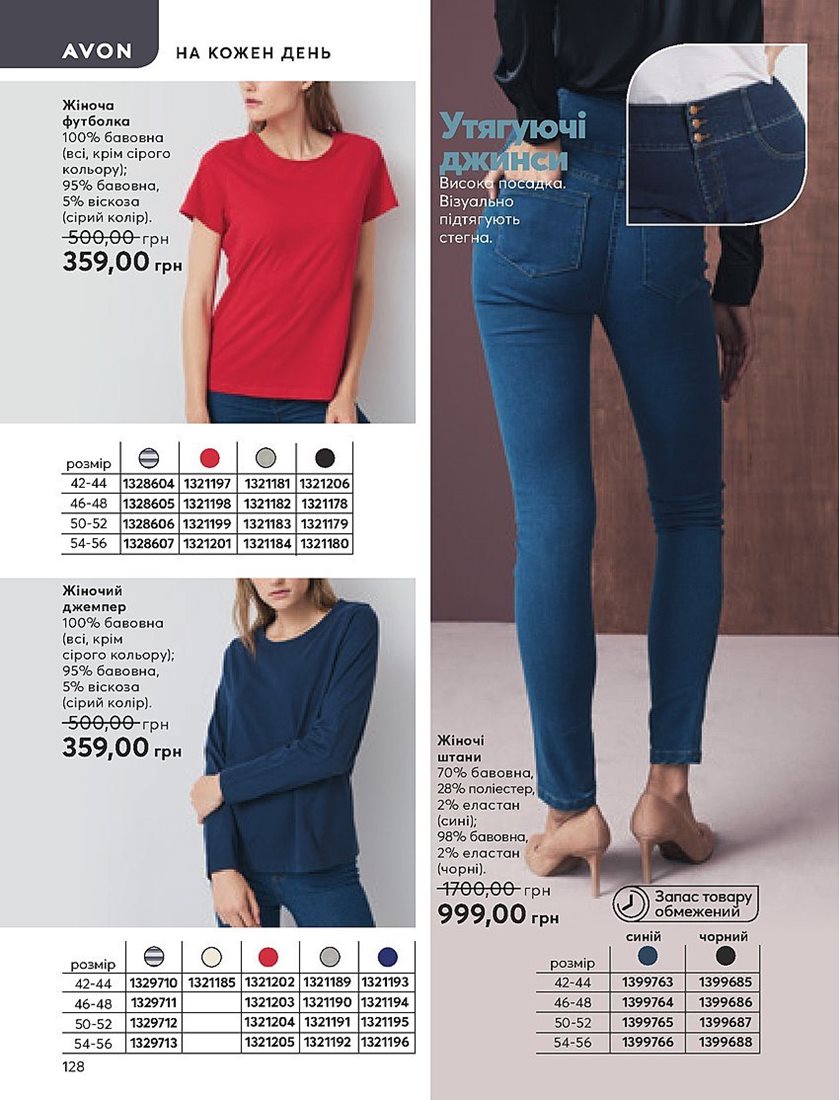 AVON
НА КОЖЕН ДЕНЬ
Жіноча
футболка
100% бавовна
(всі, крім сірого
кольору);
95% бавовна,
5% віскоза
(сірий колір).
500,00 грн
359,00 грн
розмір
42-44 1328604 1321197 1321181 1321206
46-48 1328605 1321198 1321182 1321178
50-52 1328606 1321199 1321183 1321179
54-56 1328607 1321201 1321184 1321180
Жіночий
джемпер
100% бавовна
(всі, крім
сірого кольору);
95% бавовна,
5% віскоза
(сірий колір).
500,00 грн
359,00 грн
розмір
42-44 1329710 1321185 1321202 1321189 1321193
46-48 1329711 1321203 1321190 1321194
50-52 1329712 1321204 1321191 1321195
54-56 1329713 1321205 1321192 1321196
128
Утягуючі
джинси
Висока посадка.
Візуально
підтягують
стегна.
Жіночі
штани
70% бавовна,
28% поліестер,
2% еластан
(сині);
98% бавовна,
2% еластан
(чорні).
1700,00 грн
999,00 грн
Запас товару
обмежений
синій чорний
розмір
42-44 1399763 1399685
46-48 1399764 1399686
50-52 1399765 1399687
54-56 1399766 1399688